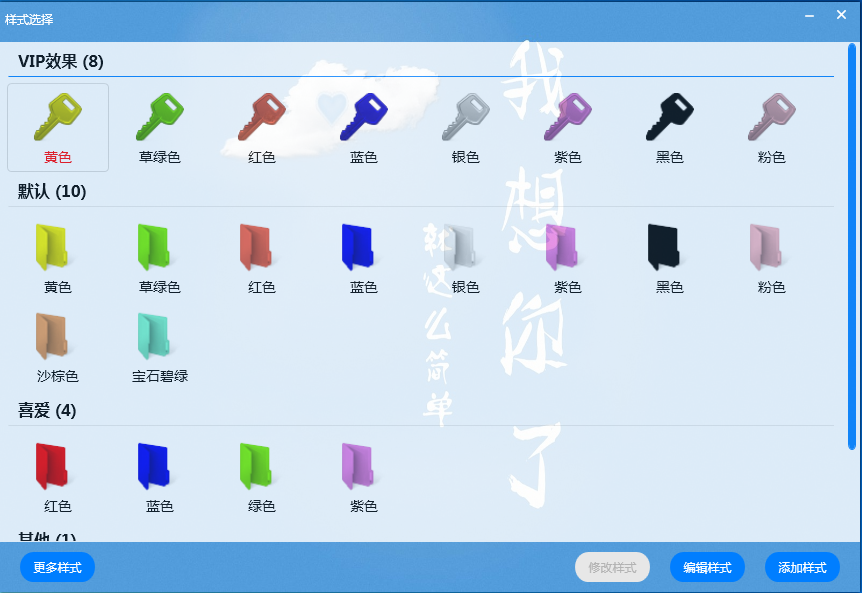 样式选择
VIP效果 (8)
黄色 草绿色 红色 蓝色 银色 紫色 黑色 粉色
默认 (10)
黄色 草绿色 红色 蓝色 银色 紫色 黑色 粉色
沙棕色 宝石碧绿
喜爱 (4)
红色 蓝色 绿色 紫色
其他 (1)
我想你了
就这么简单
更多样式 修改样式 编辑样式 添加样式